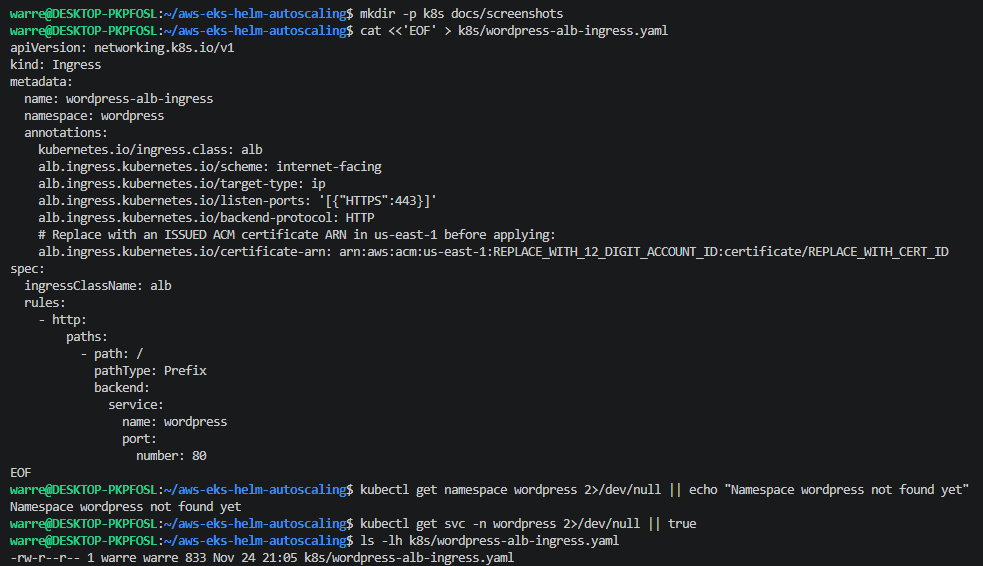 warre@DESKTOP-PKPFOSL:~/aws-eks-helm-autoscaling$ mkdir -p k8s docs/screenshots
warre@DESKTOP-PKPFOSL:~/aws-eks-helm-autoscaling$ cat <<'EOF' > k8s/wordpress-alb-ingress.yaml
apiVersion: networking.k8s.io/v1
kind: Ingress
metadata:
  name: wordpress-alb-ingress
  namespace: wordpress
  annotations:
    kubernetes.io/ingress.class: alb
    alb.ingress.kubernetes.io/scheme: internet-facing
    alb.ingress.kubernetes.io/target-type: ip
    alb.ingress.kubernetes.io/listen-ports: '[{"HTTPS":443}]'
    alb.ingress.kubernetes.io/backend-protocol: HTTP
    # Replace with an ISSUED ACM certificate ARN in us-east-1 before applying:
    alb.ingress.kubernetes.io/certificate-arn: arn:aws:acm:us-east-1:REPLACE_WITH_12_DIGIT_ACCOUNT_ID:certificate/REPLACE_WITH_CERT_ID
spec:
  ingressClassName: alb
  rules:
    - http:
        paths:
          - path: /
            pathType: Prefix
            backend:
              service:
                name: wordpress
                port:
                  number: 80
EOF
warre@DESKTOP-PKPFOSL:~/aws-eks-helm-autoscaling$ kubectl get namespace wordpress 2>/dev/null || echo "Namespace wordpress not found yet"
Namespace wordpress not found yet
warre@DESKTOP-PKPFOSL:~/aws-eks-helm-autoscaling$ kubectl get svc -n wordpress 2>/dev/null || true
warre@DESKTOP-PKPFOSL:~/aws-eks-helm-autoscaling$ ls -lh k8s/wordpress-alb-ingress.yaml
-rw-r--r-- 1 warre warre 833 Nov 24 21:05 k8s/wordpress-alb-ingress.yaml